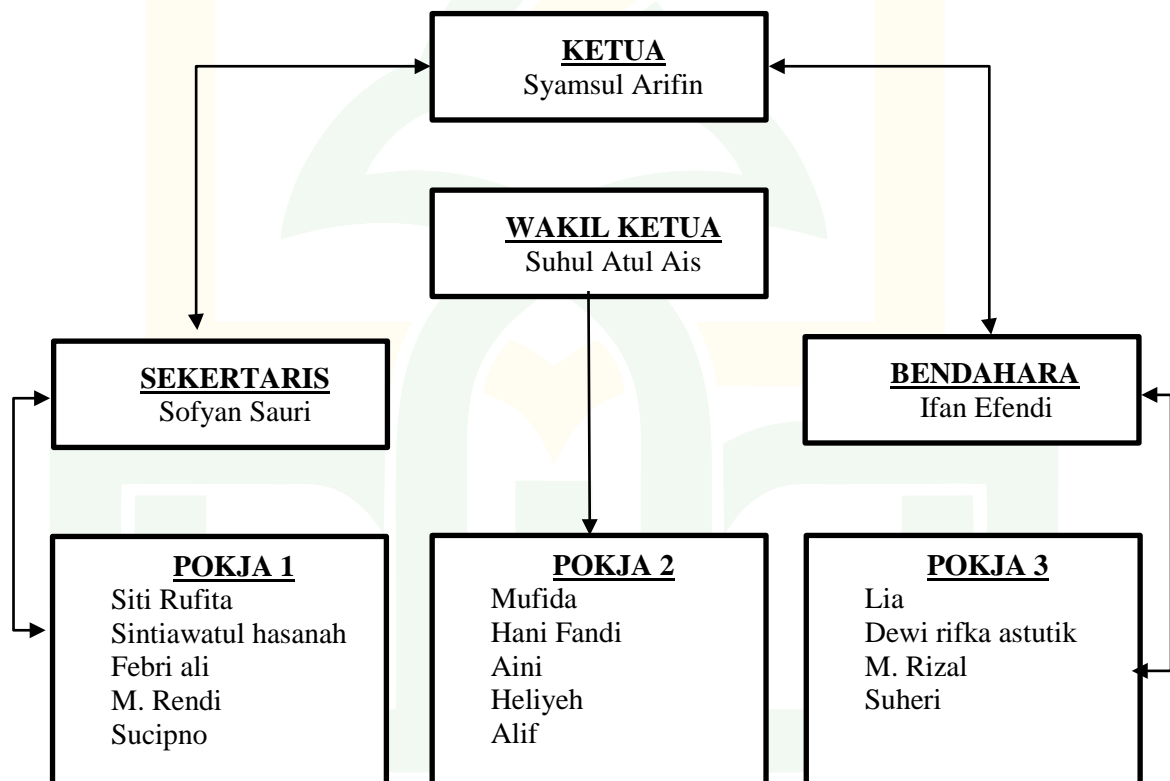 KETUA
Syamsul Arifin
WAKIL KETUA
Suhul Atul Ais
SEKERTARIS
Sofyan Sauri
BENDAHARA
Ifan Efendi
POKJA 1
Siti Rufita
Sintiawatul hasanah
Febri ali
M. Rendi
Sucipno
POKJA 2
Mufida
Hani Fandi
Aini
Heliyeh
Alif
POKJA 3
Lia
Dewi rifka astutik
M. Rizal
Suheri